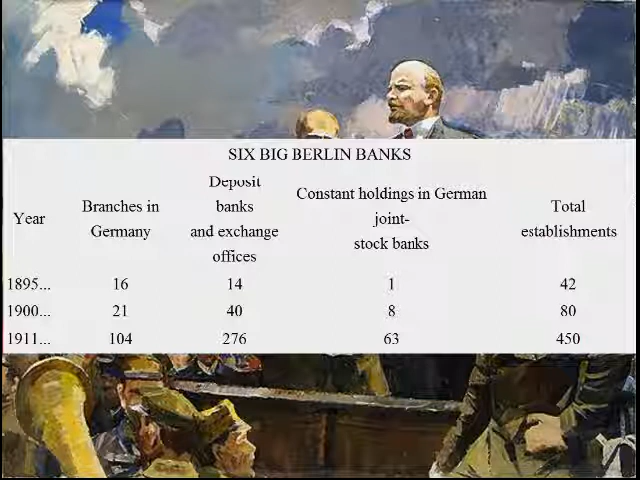 SIX BIG BERLIN BANKS
Year
Branches in
Germany
Deposit
banks
and exchange
offices
Constant holdings in German
joint-
stock banks
Total
establishments
1895... 16 14 1 42
1900... 21 40 8 80
1911... 104 276 63 450